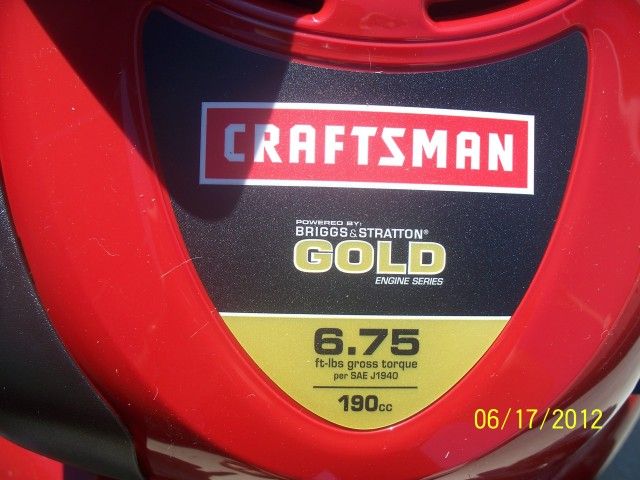 CRAFTSMAN
POWERED BY:
BRIGGS & STRATTON®
GOLD
ENGINE SERIES
6.75
ft-lbs gross torque
per SAE J1940
190cc
06/17/2012